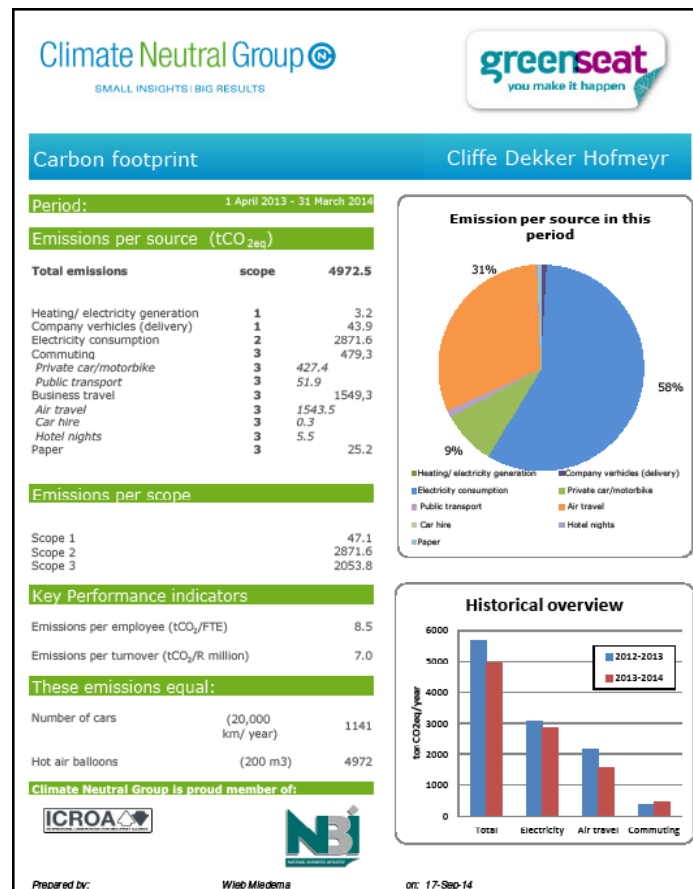 Climate Neutral Group
SMALL INSIGHTS | BIG RESULTS
greenseat
you make it happen
Carbon footprint
Cliffe Dekker Hofmeyr
Period: 1 April 2013 - 31 March 2014
Emissions per source (tCO2eq)
Total emissions scope 4972.5
Heating/ electricity generation 1 3.2
Company verhicles (delivery) 1 43.9
Electricity consumption 2 2871.6
Commuting 3 479,3
Private car/motorbike 3 427.4
Public transport 3 51.9
Business travel 3 1549,3
Air travel 3 1543.5
Car hire 3 0.3
Hotel nights 3 5.5
Paper 3 25.2
Emissions per scope
Scope 1 47.1
Scope 2 2871.6
Scope 3 2053.8
Key Performance indicators
Emissions per employee (tCO2/FTE) 8.5
Emissions per turnover (tCO2/R million) 7.0
These emissions equal:
Number of cars (20,000 km/ year) 1141
Hot air balloons (200 m3) 4972
Climate Neutral Group is proud member of:
ICROA
NBI
Prepared by: Wieb Miedema on: 17-Sep-14
Emission per source in this
period
31%
58%
9%
Heating/ electricity generation Company verhicles (delivery)
Electricity consumption Private car/motorbike
Public transport Air travel
Car hire Hotel nights
Paper
Historical overview
ton CO2eq/year
6000
5000
4000
3000
2000
1000
0
2012-2013
2013-2014
Total Electricity Air travel Commuting